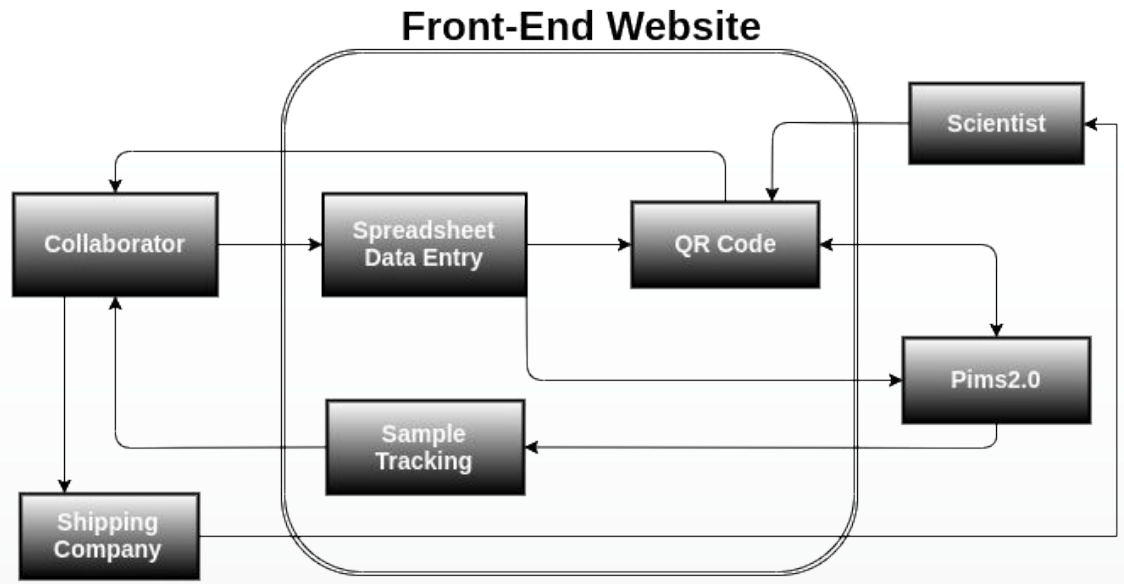 Front-End Website
Scientist
Collaborator
Spreadsheet
Data Entry
QR Code
Pims2.0
Sample
Tracking
Shipping
Company